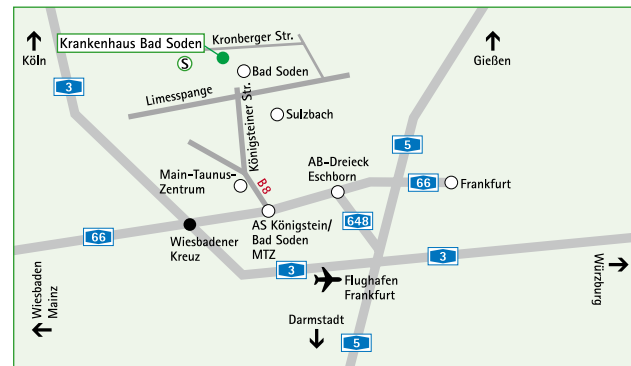 Köln
Krankenhaus Bad Soden
Kronberger Str.
Gießen
S
Bad Soden
3
Limesspange
Königsteiner Str.
Sulzbach
5
AB-Dreieck
Eschborn
Main-Taunus-
Zentrum
B8
66
Frankfurt
648
66
Wiesbadener
Kreuz
AS Königstein/
Bad Soden
MTZ
3
3
Flughafen
Frankfurt
Wiesbaden
Mainz
Würzburg
Darmstadt
5